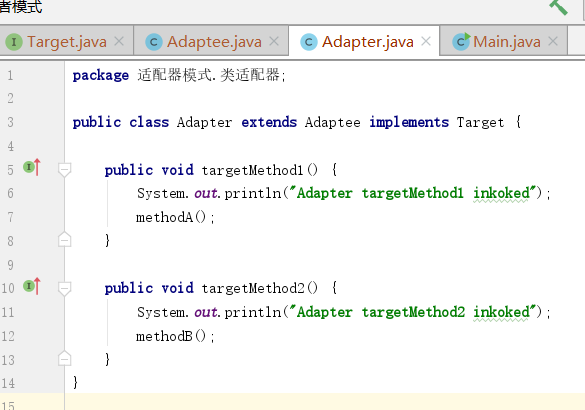 者模式
Target.java Adaptee.java Adapter.java Main.java
1 package 适配器模式.类适配器;
2
3 public class Adapter extends Adaptee implements Target {
4
5 public void targetMethod1() {
6 System.out.println("Adapter targetMethod1 inkoked");
7 methodA();
8 }
9
10 public void targetMethod2() {
11 System.out.println("Adapter targetMethod2 inkoked");
12 methodB();
13 }
14 }
15